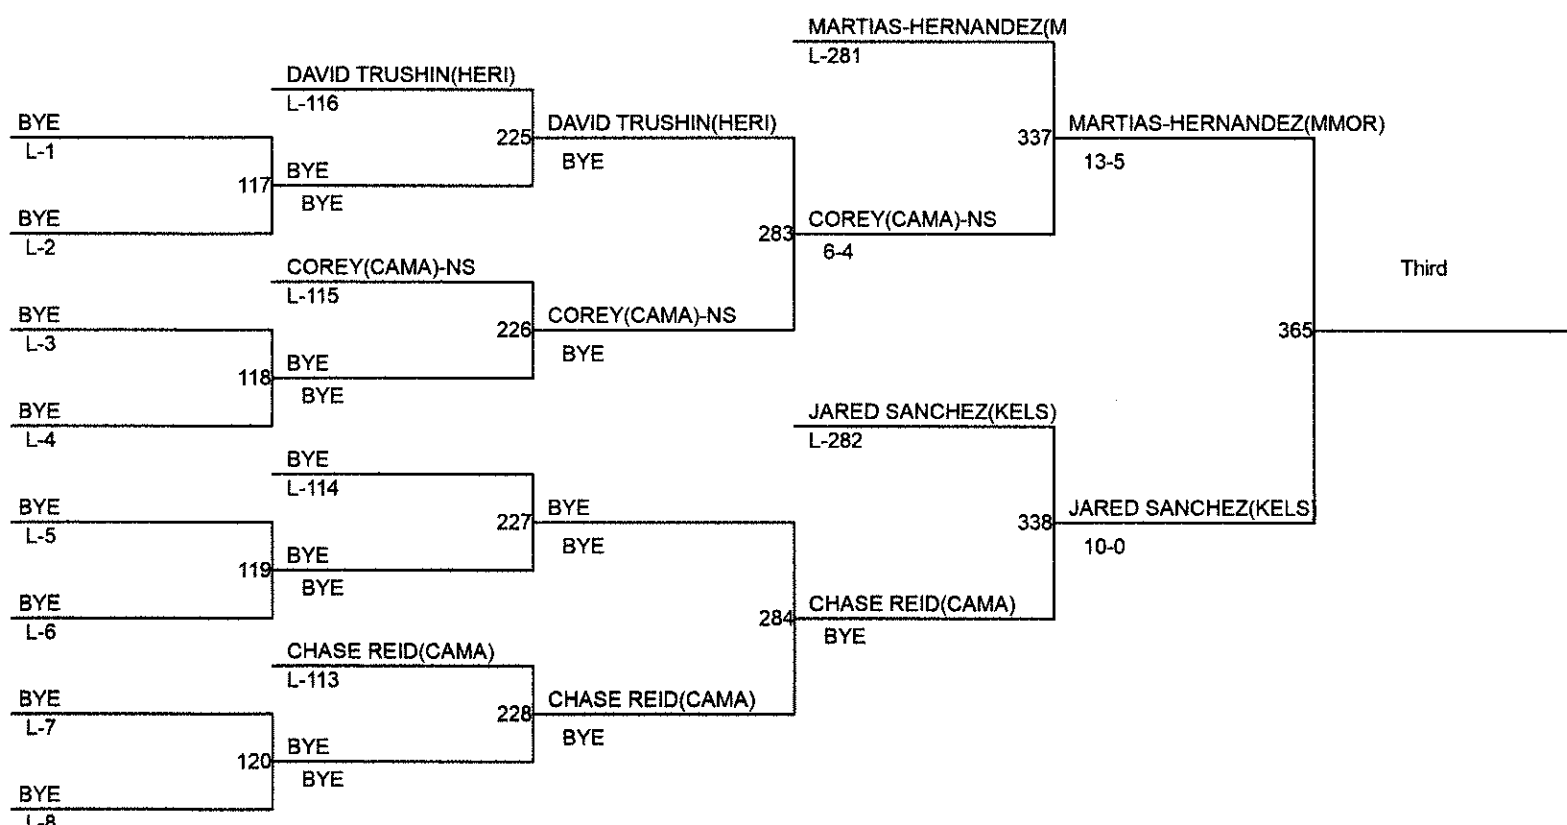 MARTIAS-HERNANDEZ(M
L-281
DAVID TRUSHIN(HERI)
L-116
BYE
L-1
225
DAVID TRUSHIN(HERI)
BYE
337
MARTIAS-HERNANDEZ(MMOR)
13-5
117
BYE
BYE
BYE
L-2
283
COREY(CAMA)-NS
6-4
COREY(CAMA)-NS
L-115
Third
BYE
L-3
226
COREY(CAMA)-NS
BYE
365
118
BYE
BYE
BYE
L-4
JARED SANCHEZ(KELS)
L-282
BYE
L-114
BYE
L-5
227
BYE
BYE
338
JARED SANCHEZ(KELS)
10-0
119
BYE
BYE
BYE
L-6
284
CHASE REID(CAMA)
BYE
CHASE REID(CAMA)
L-113
BYE
L-7
228
CHASE REID(CAMA)
BYE
120
BYE
BYE
BYE
L-8